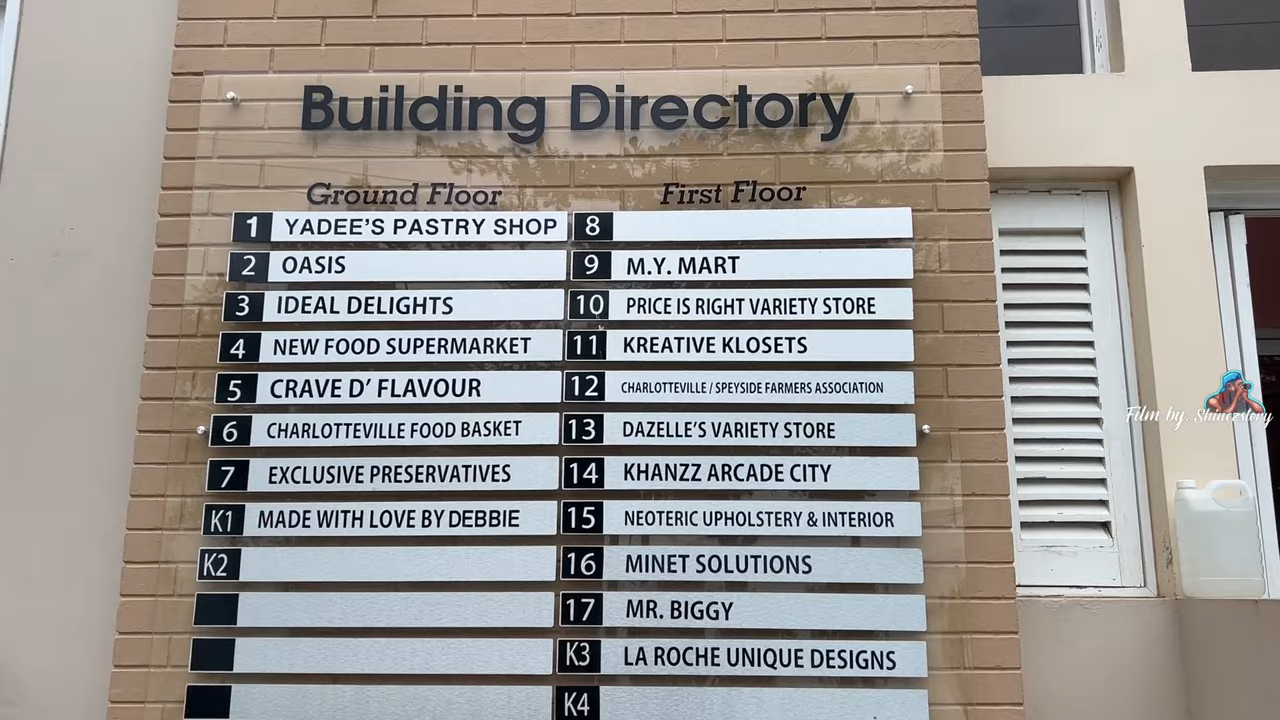 Building Directory
Ground Floor
1 YADEE'S PASTRY SHOP
2 OASIS
3 IDEAL DELIGHTS
4 NEW FOOD SUPERMARKET
5 CRAVE D' FLAVOUR
6 CHARLOTTEVILLE FOOD BASKET
7 EXCLUSIVE PRESERVATIVES
K1 MADE WITH LOVE BY DEBBIE
K2
First Floor
8
9 M.Y. MART
10 PRICE IS RIGHT VARIETY STORE
11 KREATIVE KLOSETS
12 CHARLOTTEVILLE / SPEYSIDE FARMERS ASSOCIATION
13 DAZELLE'S VARIETY STORE
14 KHANZZ ARCADE CITY
15 NEOTERIC UPHOLSTERY & INTERIOR
16 MINET SOLUTIONS
17 MR. BIGGY
K3 LA ROCHE UNIQUE DESIGNS
K4
Film by. Shinezstory